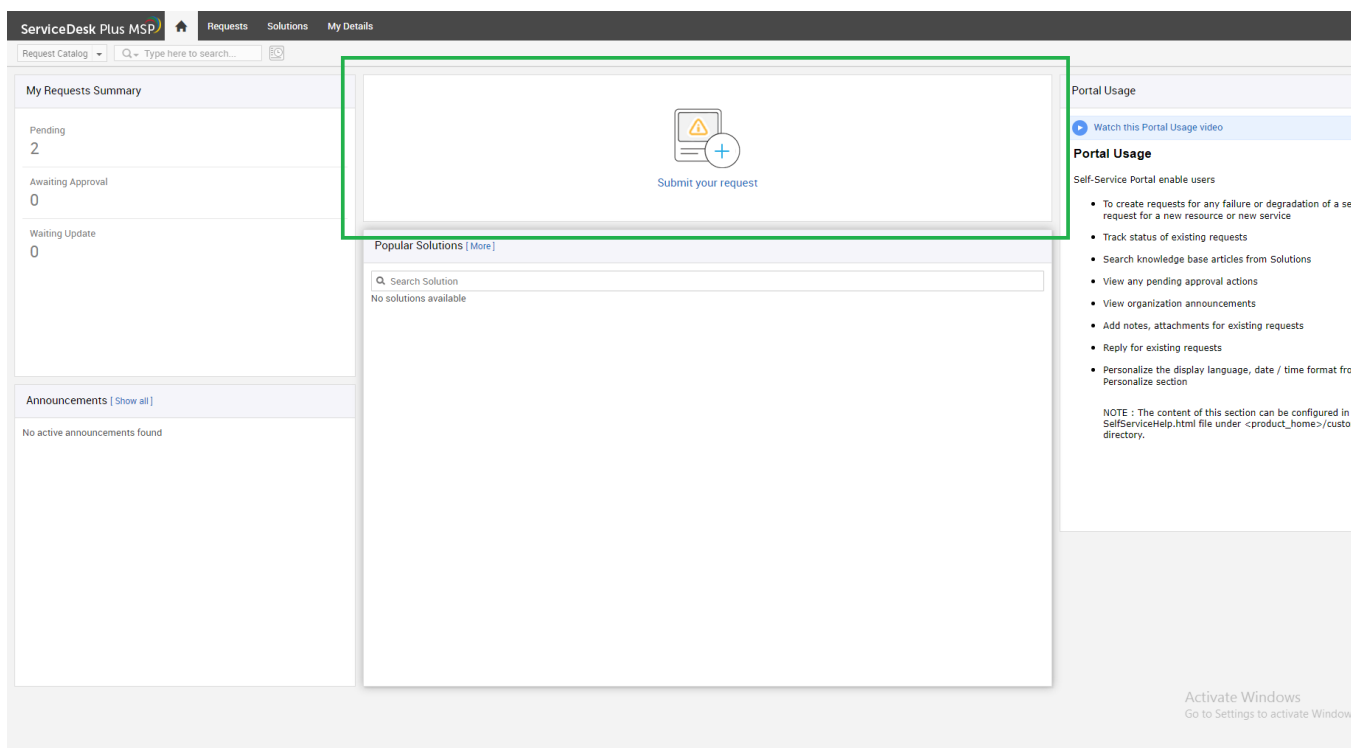 ServiceDesk Plus MSP
Requests Solutions My Details
Request Catalog Type here to search...
My Requests Summary
Pending
2
Awaiting Approval
0
Waiting Update
0
Announcements [ Show all ]
No active announcements found
Submit your request
Popular Solutions [ More ]
Search Solution
No solutions available
Portal Usage
Watch this Portal Usage video
Portal Usage
Self-Service Portal enable users
To create requests for any failure or degradation of a se
request for a new resource or new service
Track status of existing requests
Search knowledge base articles from Solutions
View any pending approval actions
View organization announcements
Add notes, attachments for existing requests
Reply for existing requests
Personalize the display language, date / time format fro
Personalize section
NOTE : The content of this section can be configured in
SelfServiceHelp.html file under <product_home>/custo
directory.
Activate Windows
Go to Settings to activate Window